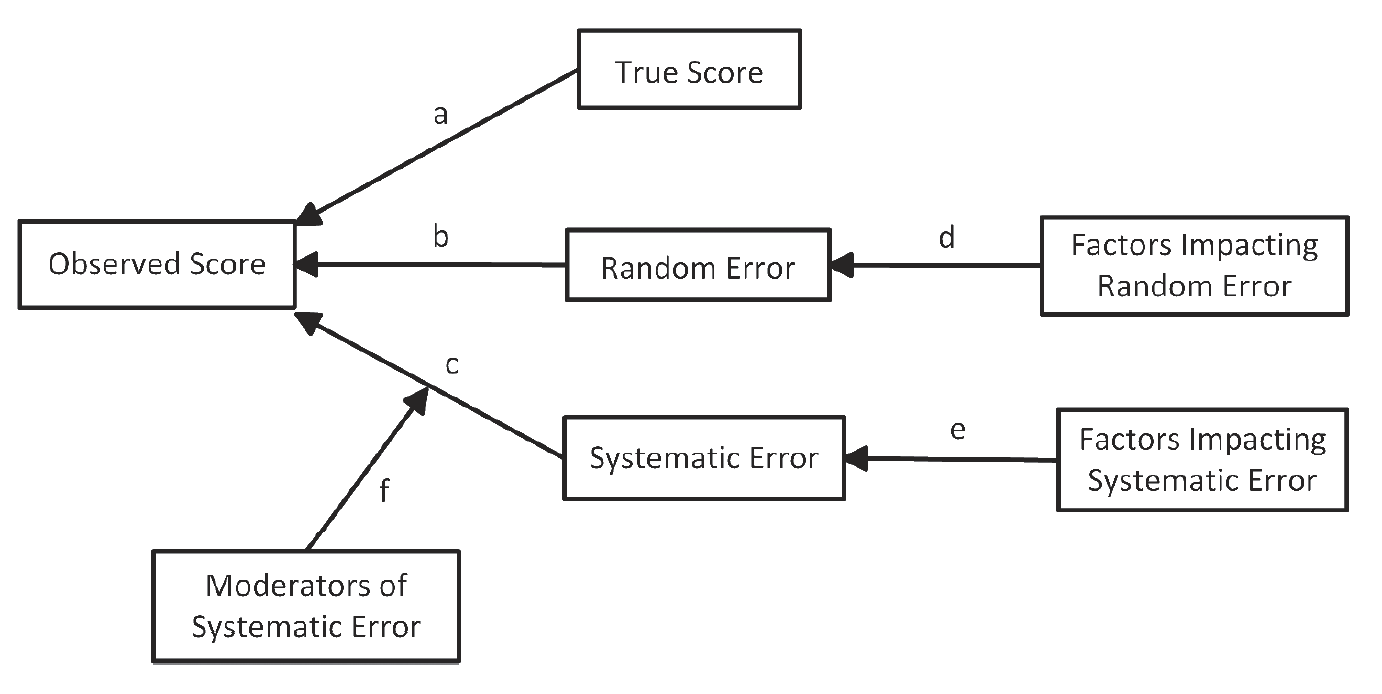 True Score
a
b
d
Observed Score
Random Error
Factors Impacting
Random Error
c
e
Systematic Error
Factors Impacting
Systematic Error
f
Moderators of
Systematic Error